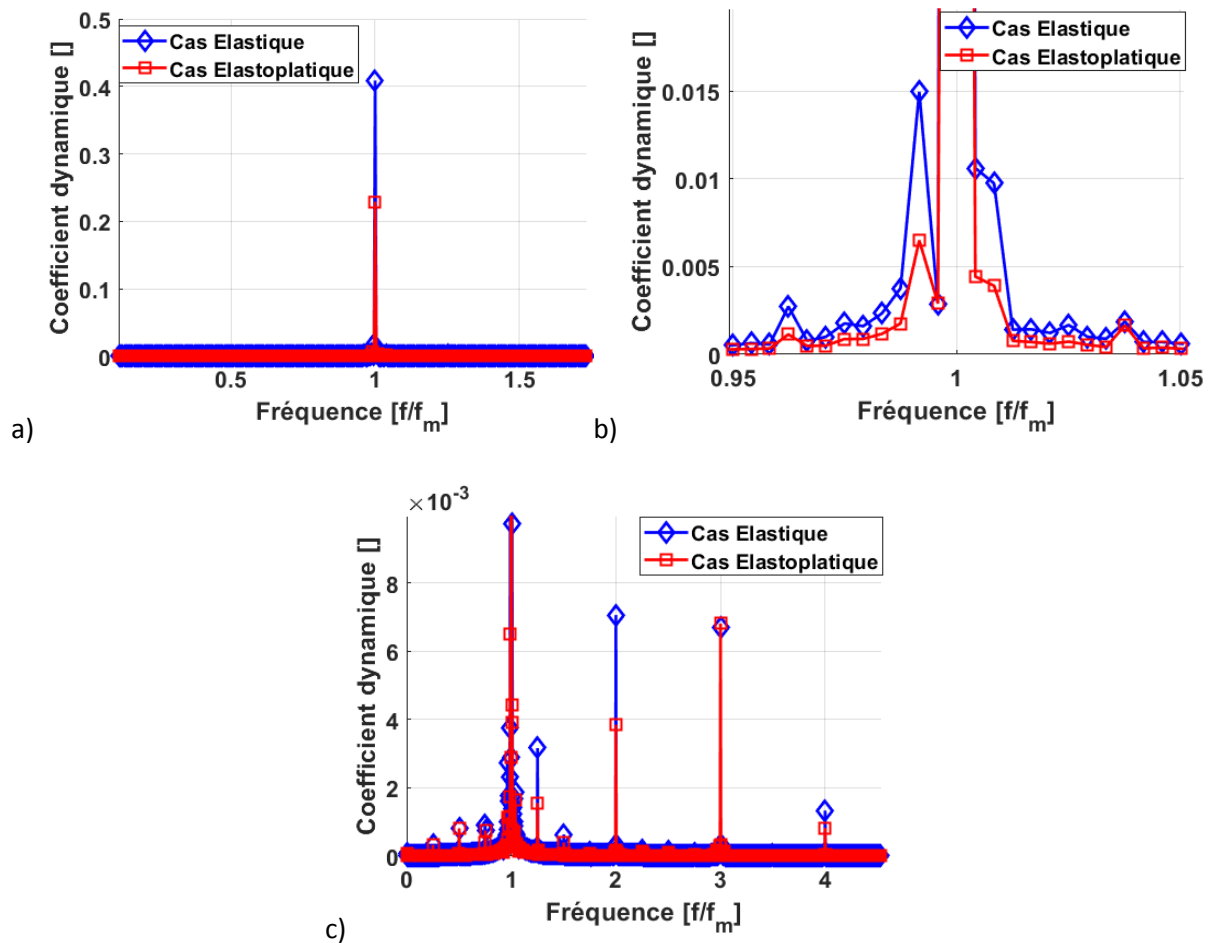 0.5
0.4
0.3
0.2
0.1
0
0.5
1
1.5
Coefficient dynamique []
Fréquence [f/fm]
Cas Elastique
Cas Elastoplatique
a)
0.015
0.01
0.005
0
0.95
1
1.05
Coefficient dynamique []
Fréquence [f/fm]
Cas Elastique
Cas Elastoplatique
b)
×10-3
8
6
4
2
0
0
1
2
3
4
Coefficient dynamique []
Fréquence [f/fm]
Cas Elastique
Cas Elastoplatique
c)